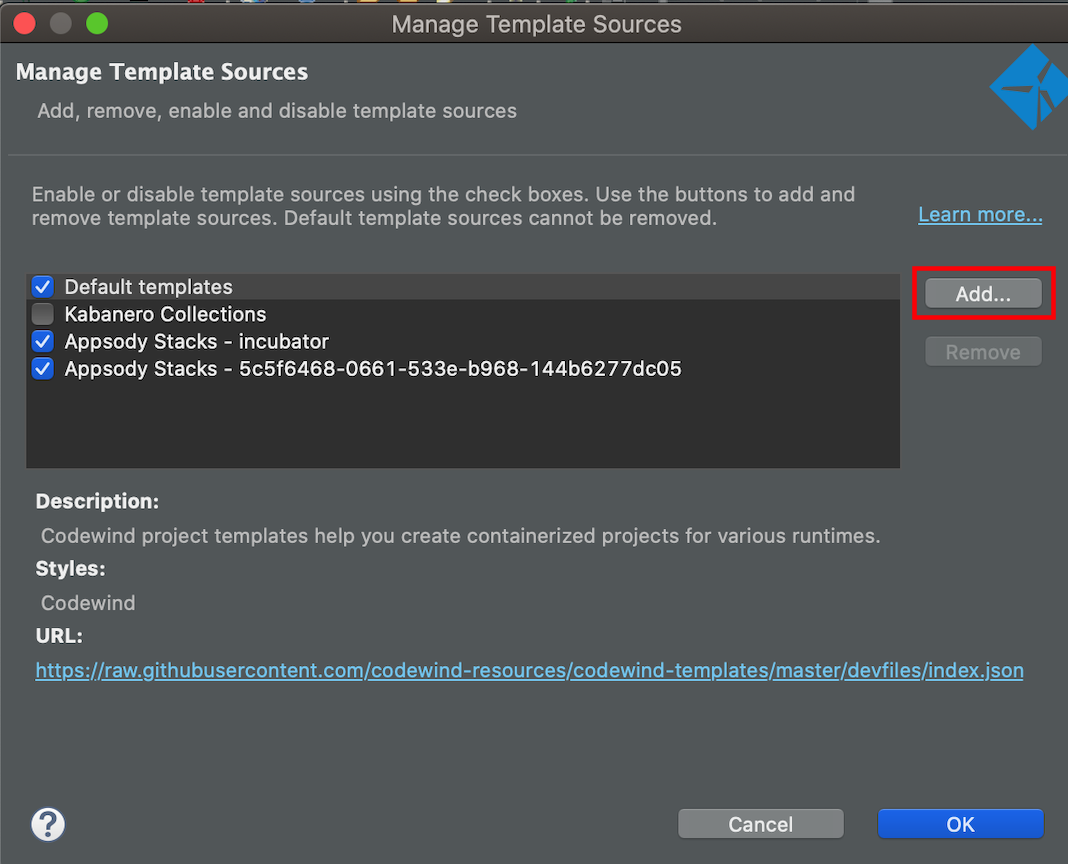 Manage Template Sources
Manage Template Sources
Add, remove, enable and disable template sources
Enable or disable template sources using the check boxes. Use the buttons to add and
remove template sources. Default template sources cannot be removed.
Learn more...
Default templates
Kabanero Collections
Appsody Stacks - incubator
Appsody Stacks - 5c5f6468-0661-533e-b968-144b6277dc05
Add...
Remove
Description:
Codewind project templates help you create containerized projects for various runtimes.
Styles:
Codewind
URL:
https://raw.githubusercontent.com/codewind-resources/codewind-templates/master/devfiles/index.json
?
Cancel
OK